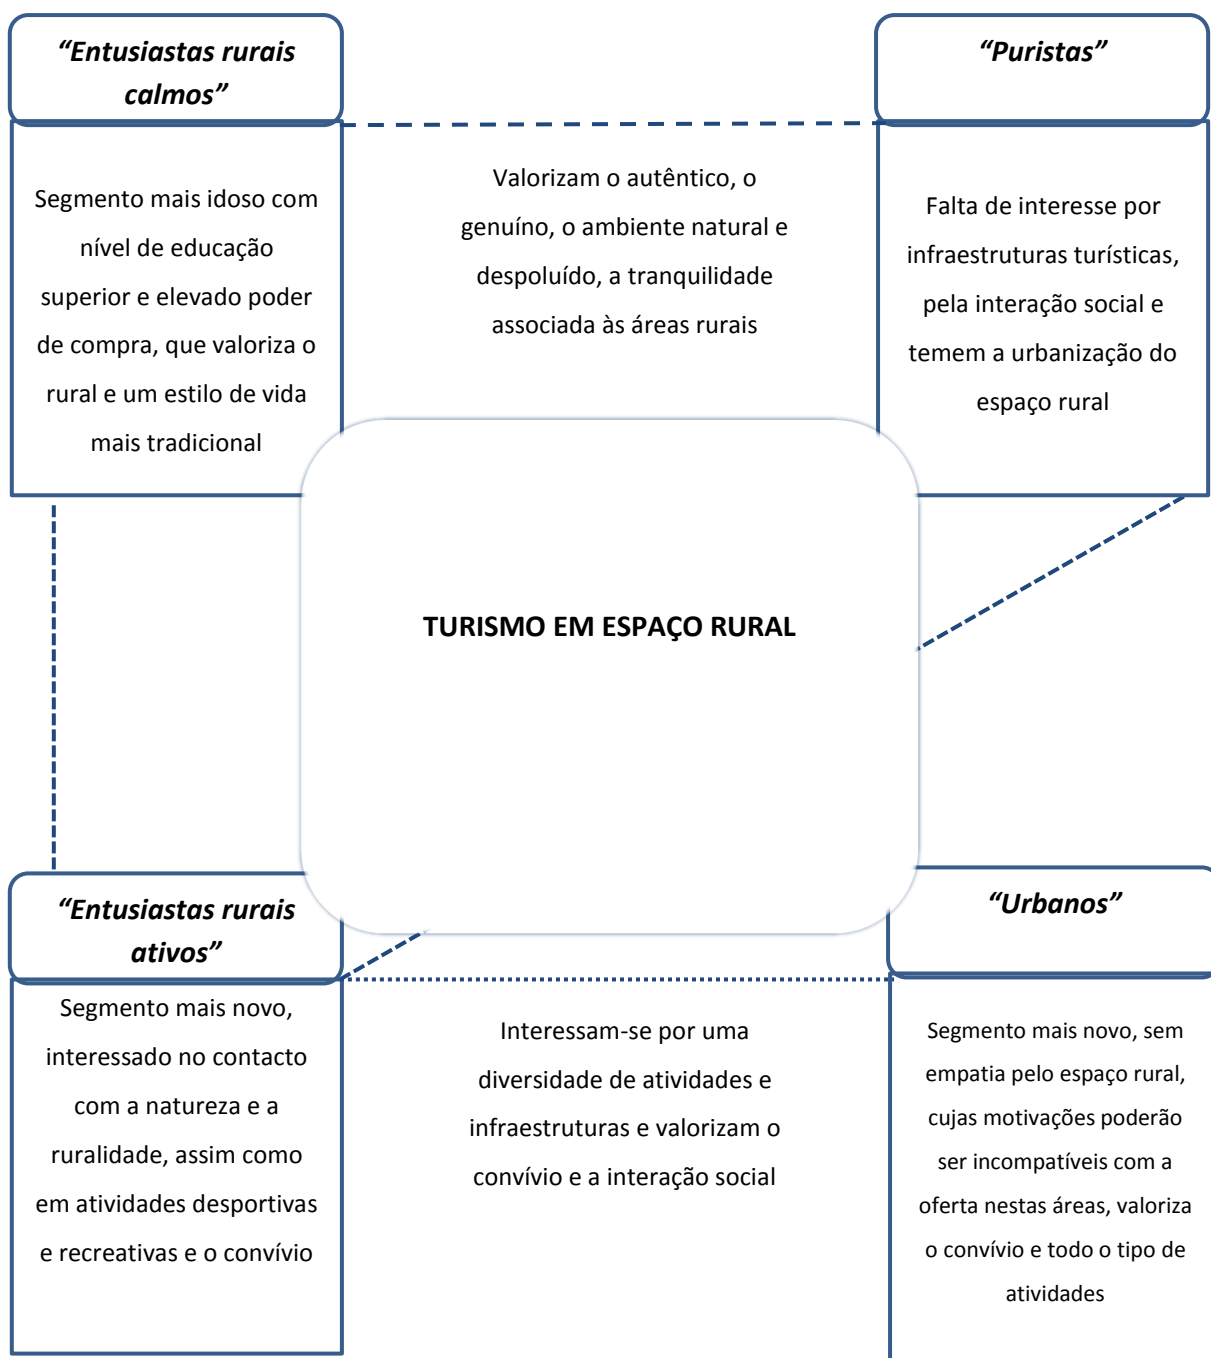 “Entusiastas rurais
calmos”
Segmento mais idoso com
nível de educação
superior e elevado poder
de compra, que valoriza o
rural e um estilo de vida
mais tradicional
Valorizam o autêntico, o
genuíno, o ambiente natural e
despoluído, a tranquilidade
associada às áreas rurais
“Puristas”
Falta de interesse por
infraestruturas turísticas,
pela interação social e
temem a urbanização do
espaço rural
TURISMO EM ESPAÇO RURAL
“Entusiastas rurais
ativos”
Segmento mais novo,
interessado no contacto
com a natureza e a
ruralidade, assim como
em atividades desportivas
e recreativas e o convívio
Interessam-se por uma
diversidade de atividades e
infraestruturas e valorizam o
convívio e a interação social
“Urbanos”
Segmento mais novo, sem
empatia pelo espaço rural,
cujas motivações poderão
ser incompatíveis com a
oferta nestas áreas, valoriza
o convívio e todo o tipo de
atividades